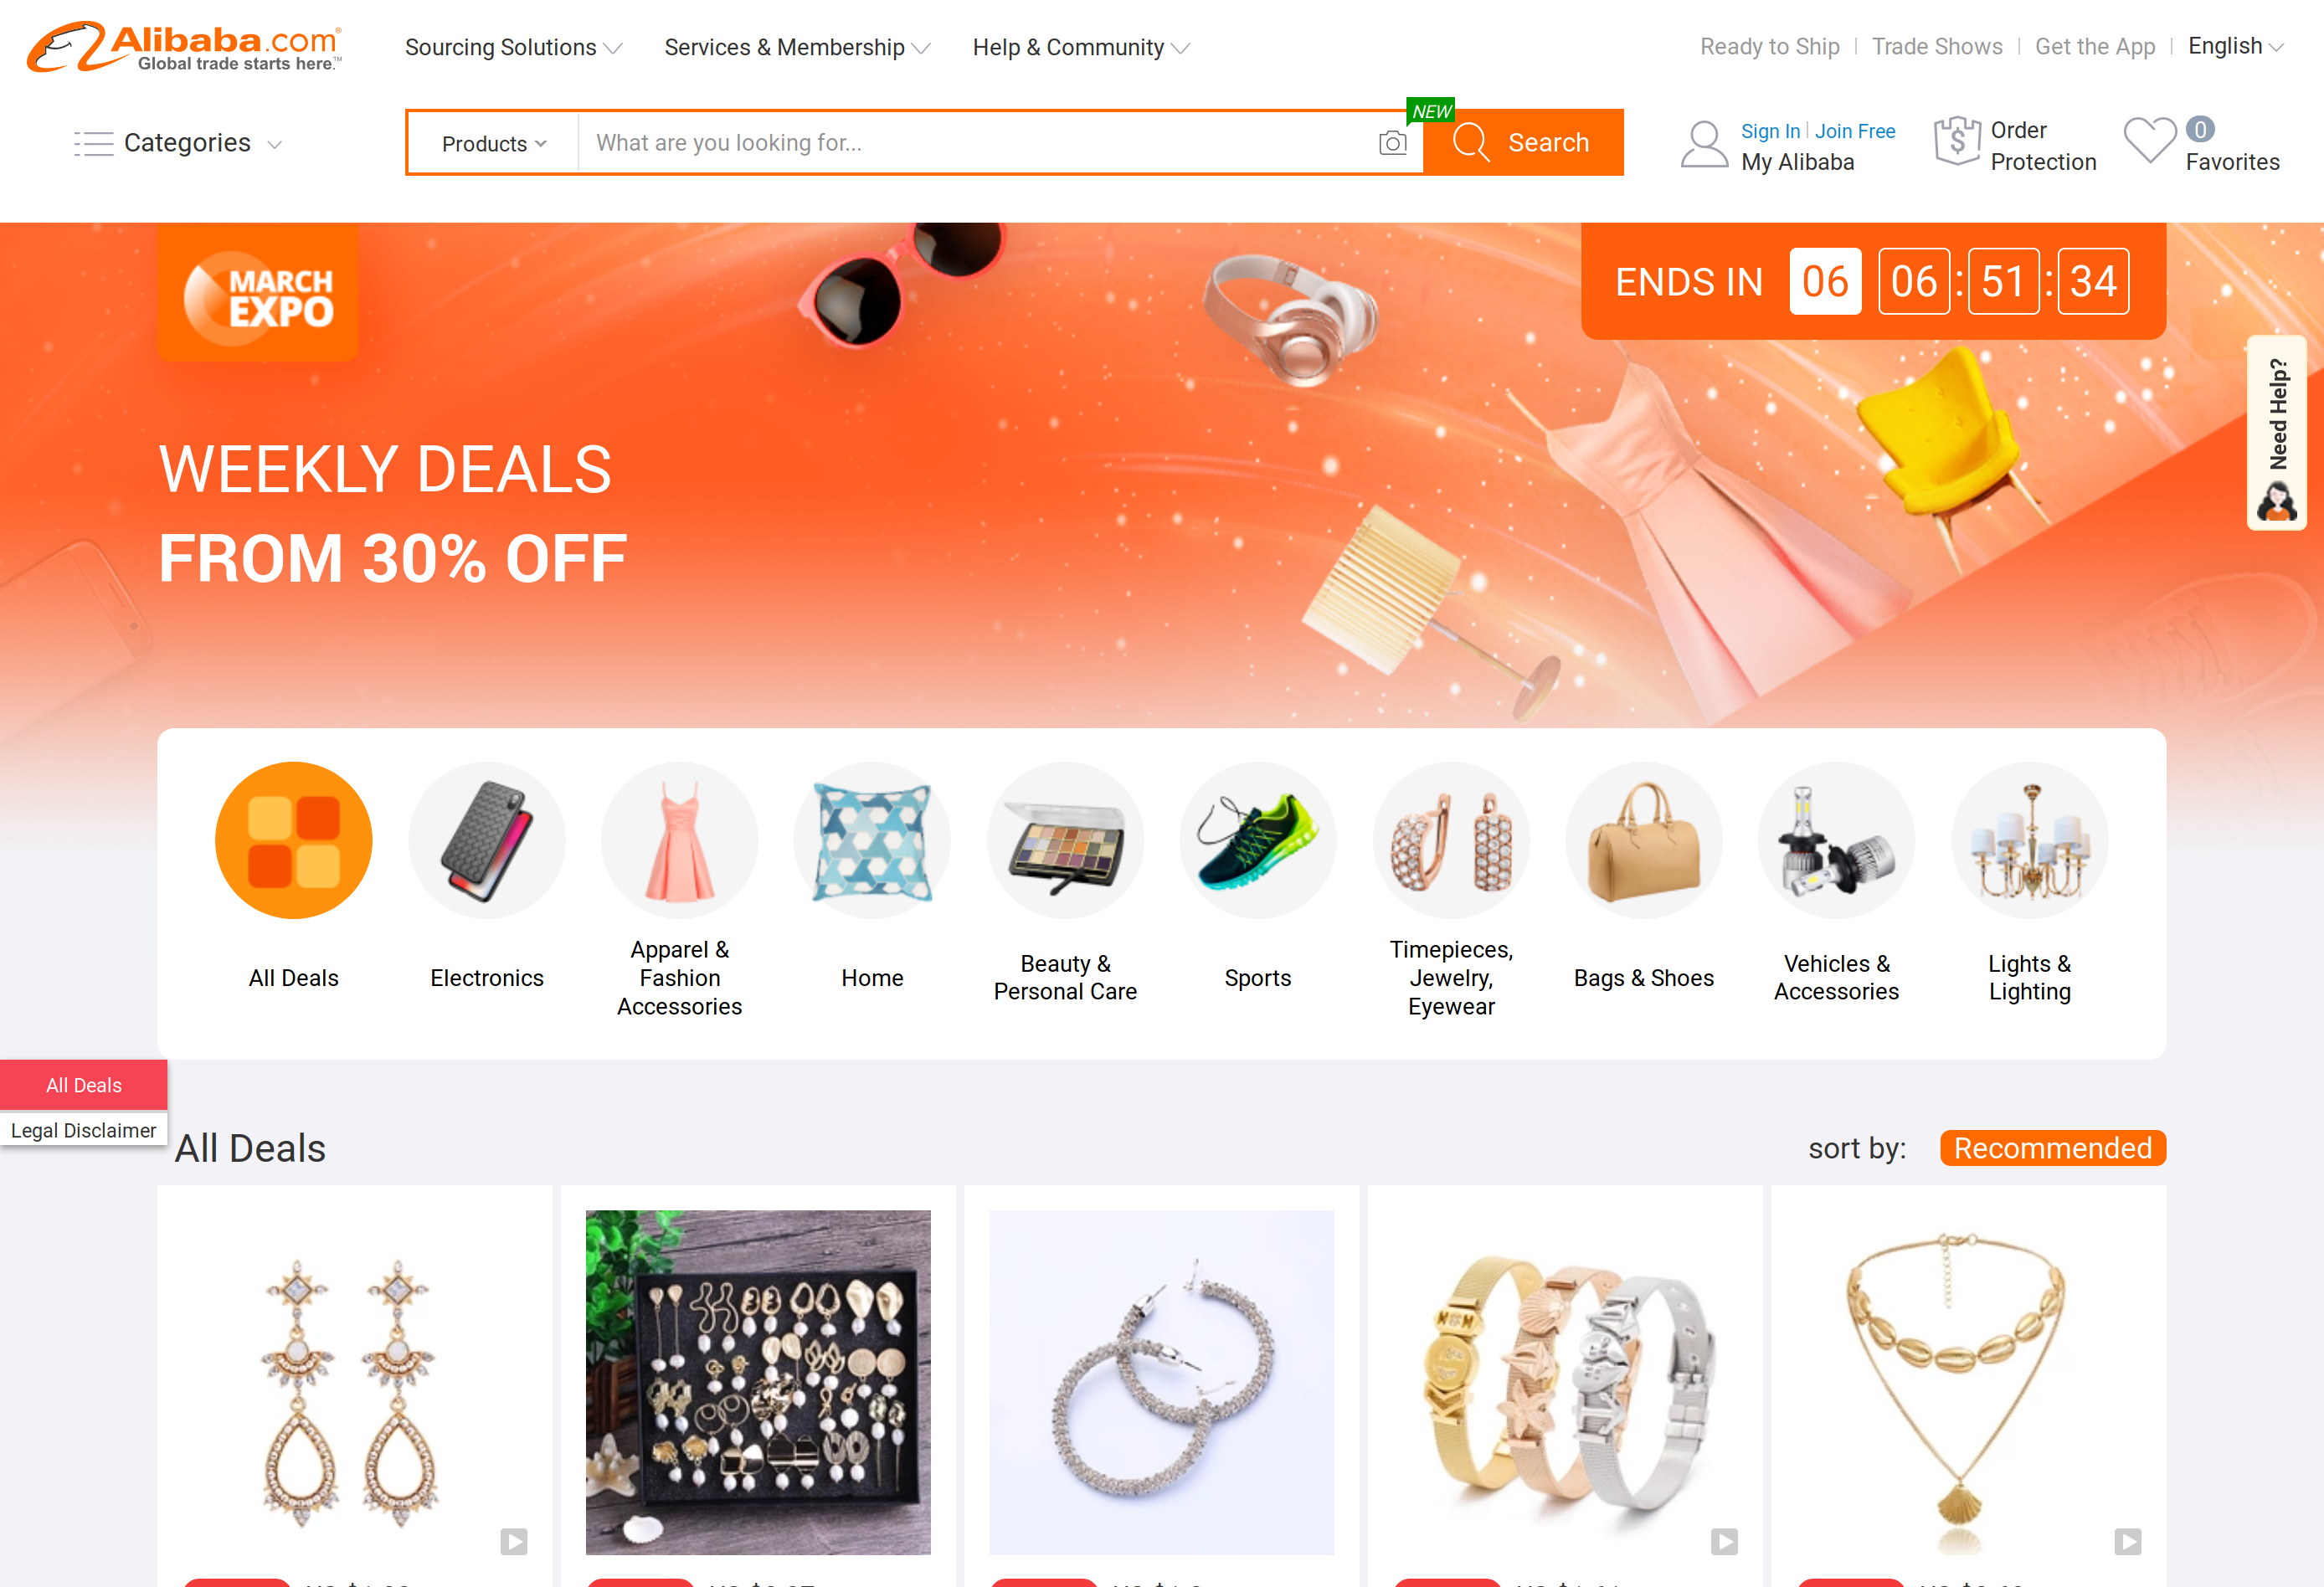 Alibaba.com
Global trade starts here.™
Sourcing Solutions
Services & Membership
Help & Community
Ready to Ship
Trade Shows
Get the App
English
Categories
Products
What are you looking for...
NEW
Search
Sign In
Join Free
My Alibaba
Order
Protection
0
Favorites
MARCH
EXPO
ENDS IN 06 06 : 51 : 34
Need Help?
WEEKLY DEALS
FROM 30% OFF
All Deals
Electronics
Apparel &
Fashion
Accessories
Home
Beauty &
Personal Care
Sports
Timepieces,
Jewelry,
Eyewear
Bags & Shoes
Vehicles &
Accessories
Lights &
Lighting
All Deals
Legal Disclaimer
All Deals
sort by:
Recommended